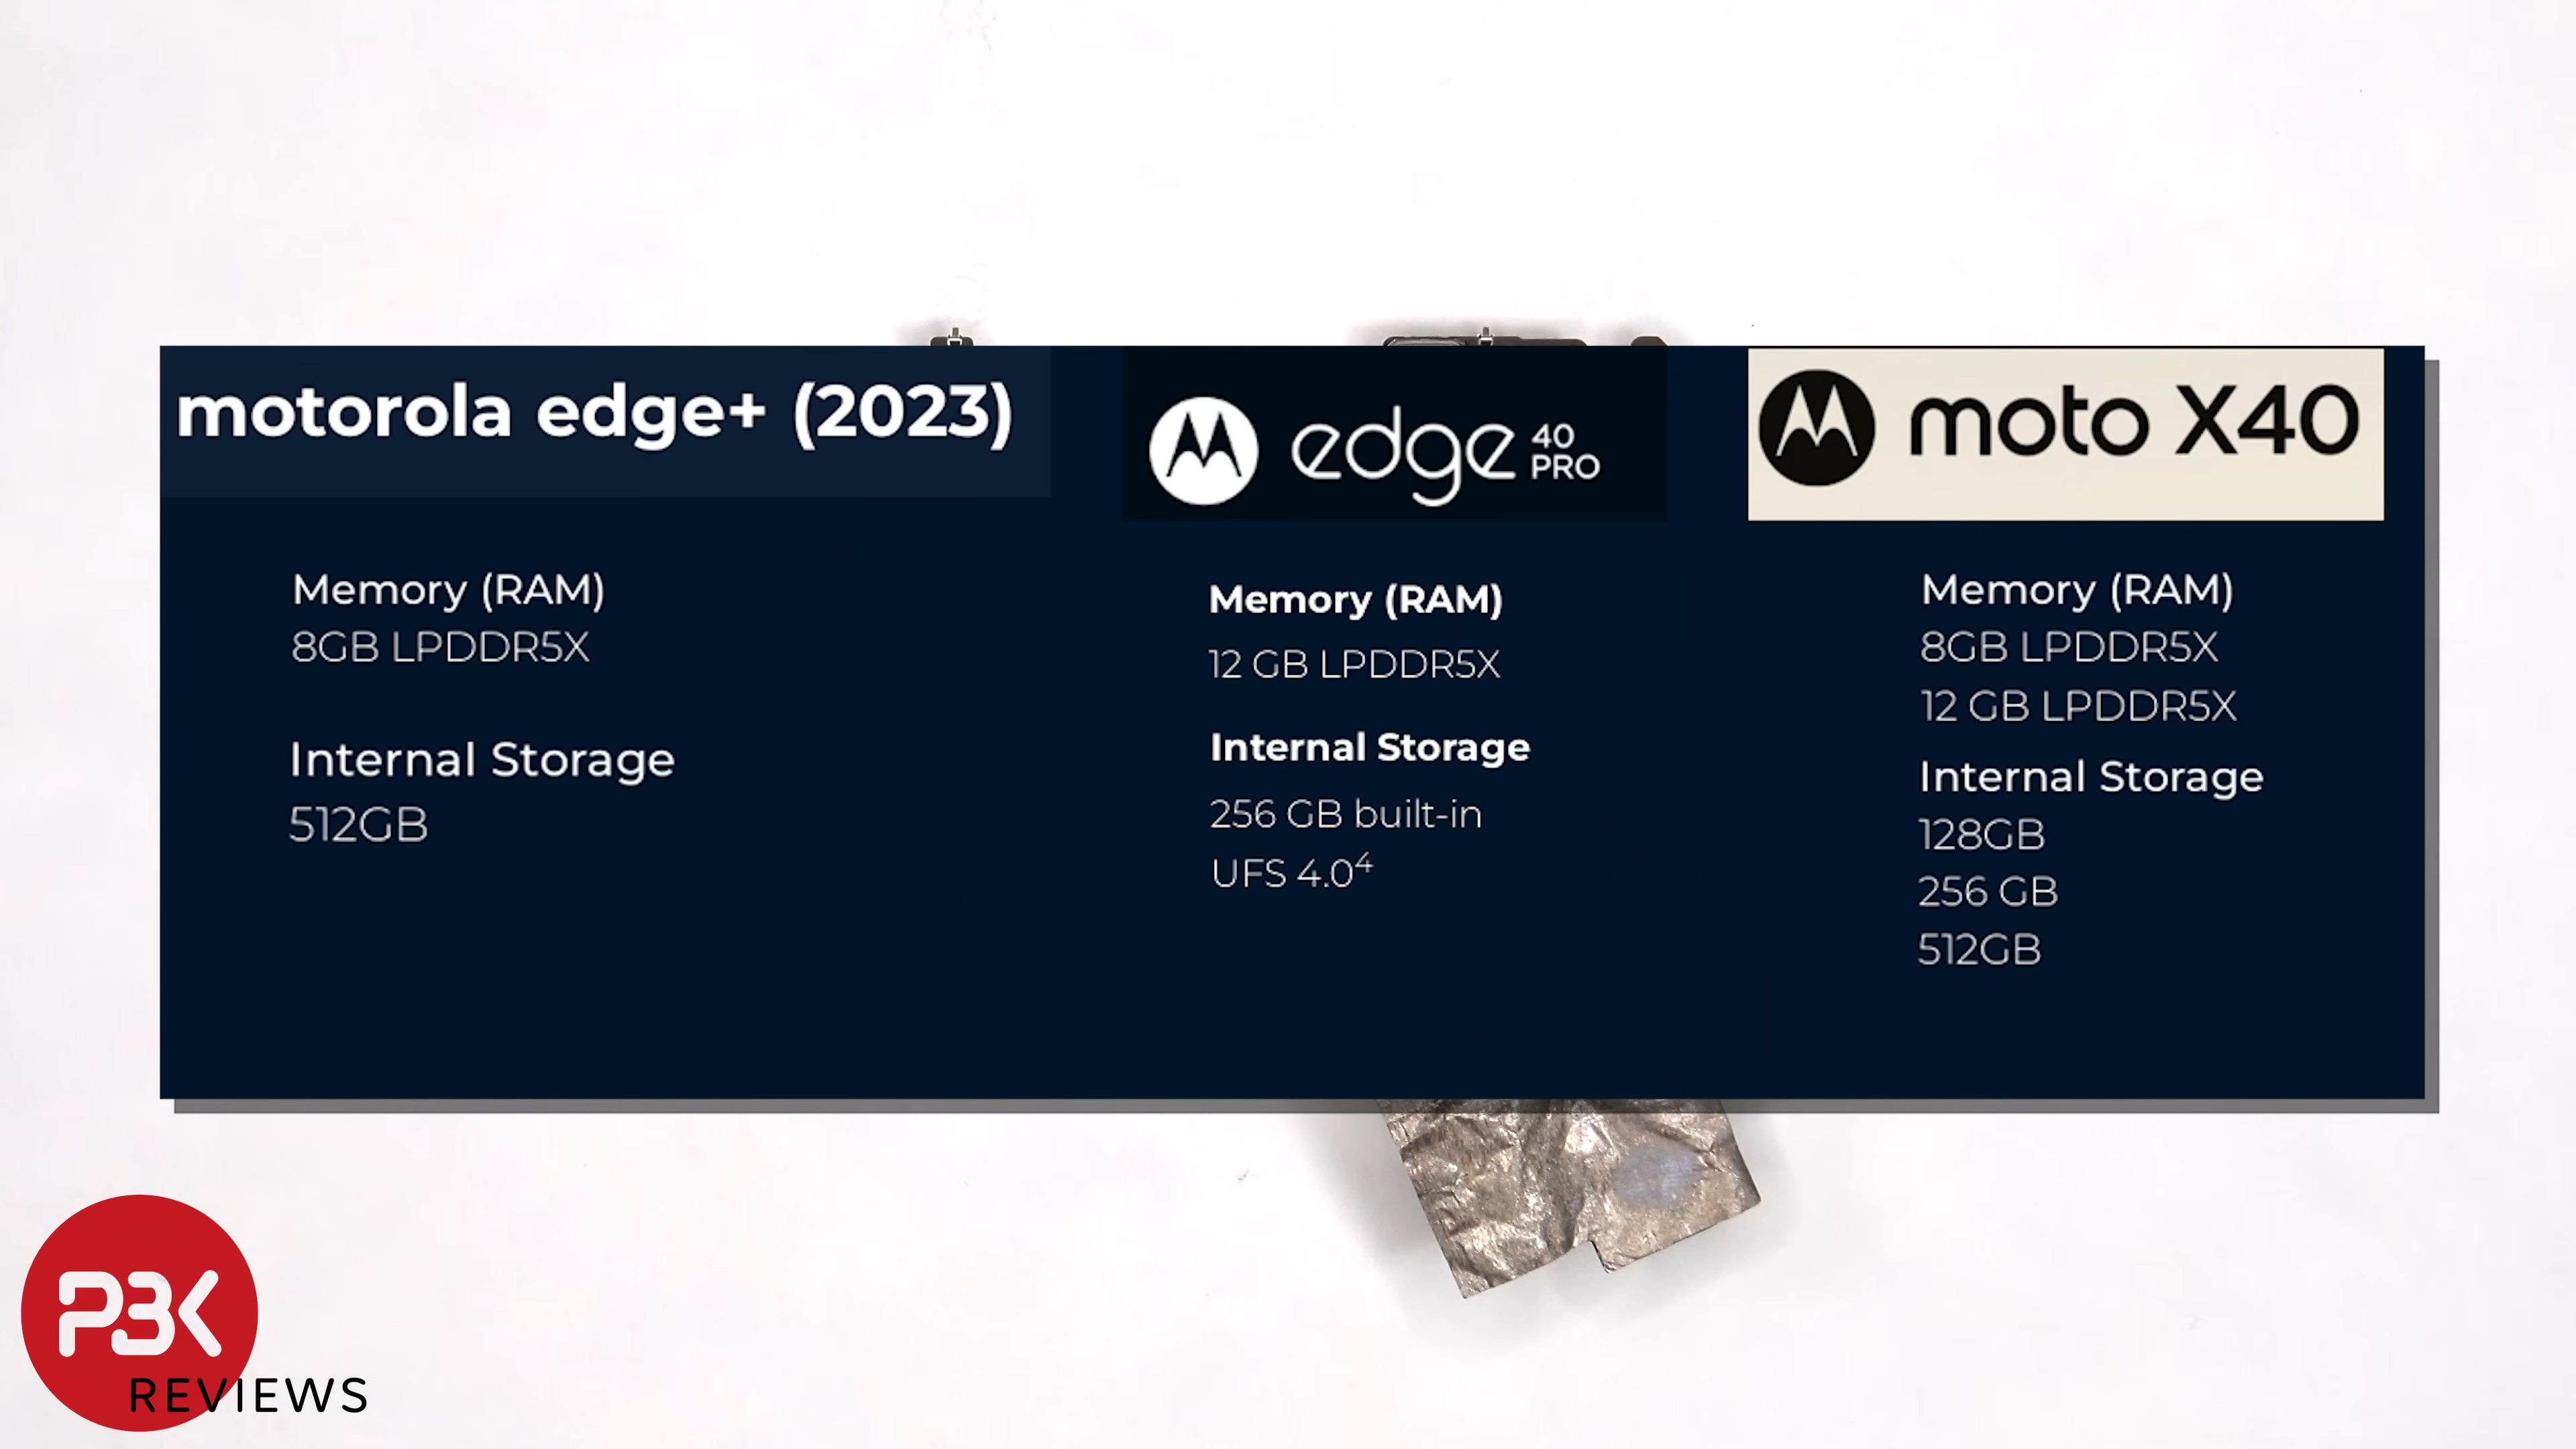 motorola edge+ (2023)
Memory (RAM)
8GB LPDDR5X
Internal Storage
512GB
edge 40 PRO
Memory (RAM)
12 GB LPDDR5X
Internal Storage
256 GB built-in
UFS 4.0⁴
moto X40
Memory (RAM)
8GB LPDDR5X
12 GB LPDDR5X
Internal Storage
128GB
256 GB
512GB
PBK
REVIEWS